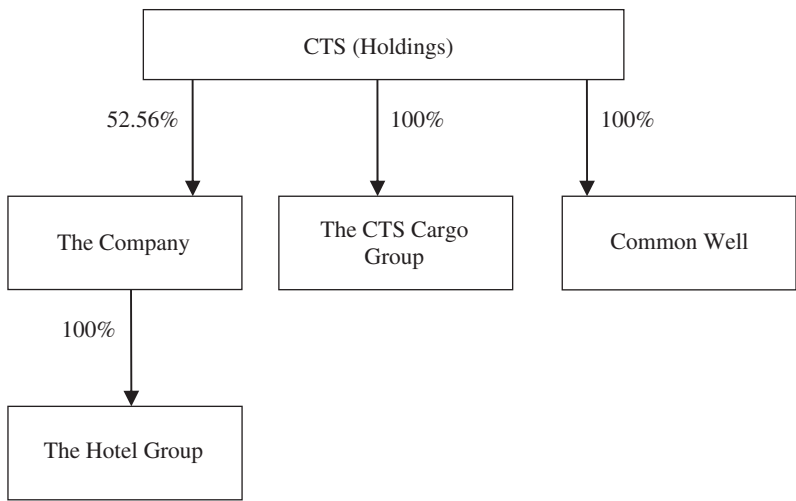 CTS (Holdings)
52.56%
100%
100%
The Company
The CTS Cargo
Group
Common Well
100%
The Hotel Group